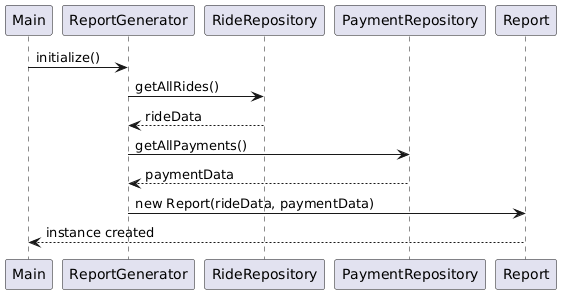 Main ReportGenerator RideRepository PaymentRepository Report
initialize()
getAllRides()
rideData
getAllPayments()
paymentData
new Report(rideData, paymentData)
instance created
Main ReportGenerator RideRepository PaymentRepository Report